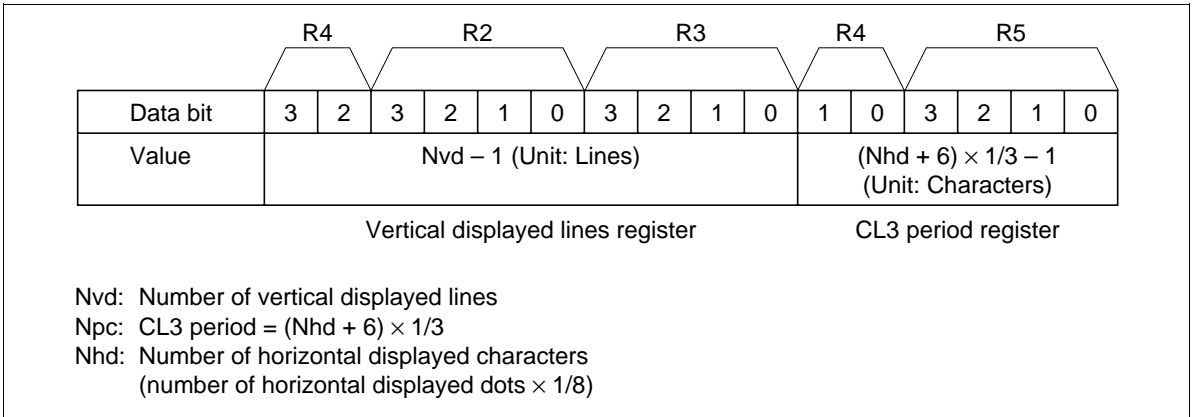 R4 R2 R3 R4 R5
Data bit 3 2 3 2 1 0 3 2 1 0 1 0 3 2 1 0
Value Nvd – 1 (Unit: Lines) (Nhd + 6) × 1/3 – 1
(Unit: Characters)
Vertical displayed lines register CL3 period register
Nvd: Number of vertical displayed lines
Npc: CL3 period = (Nhd + 6) × 1/3
Nhd: Number of horizontal displayed characters
(number of horizontal displayed dots × 1/8)